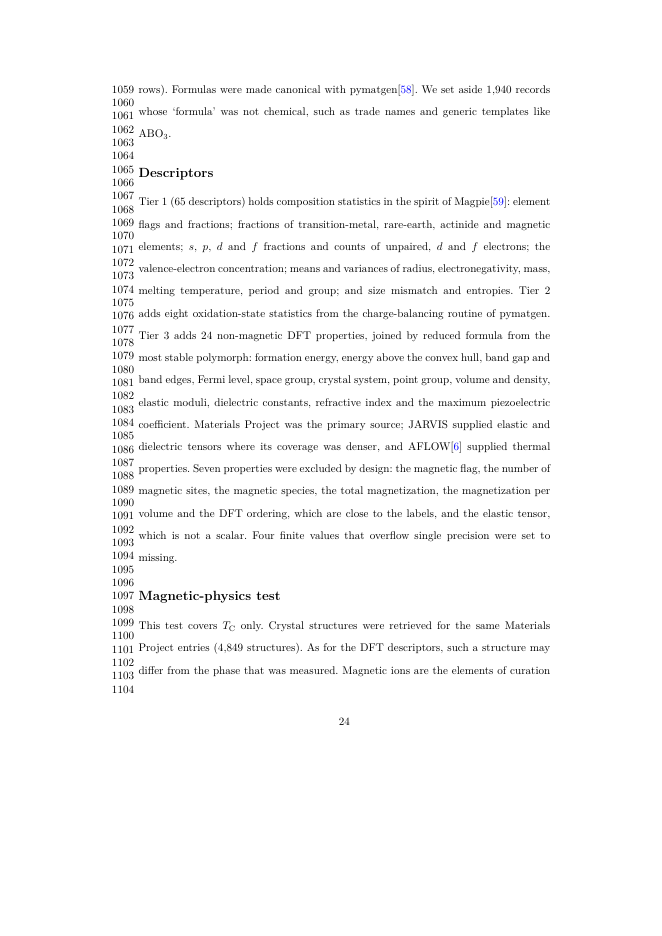 1059 rows). Formulas were made canonical with pymatgen[58]. We set aside 1,940 records
1060
1061 whose ‘formula’ was not chemical, such as trade names and generic templates like
1062 ABO3.
1063
1064
1065 Descriptors
1066
1067 Tier 1 (65 descriptors) holds composition statistics in the spirit of Magpie[59]: element
1068
1069 flags and fractions; fractions of transition-metal, rare-earth, actinide and magnetic
1070
1071 elements; s, p, d and f fractions and counts of unpaired, d and f electrons; the
1072
1073 valence-electron concentration; means and variances of radius, electronegativity, mass,
1074 melting temperature, period and group; and size mismatch and entropies. Tier 2
1075
1076 adds eight oxidation-state statistics from the charge-balancing routine of pymatgen.
1077 Tier 3 adds 24 non-magnetic DFT properties, joined by reduced formula from the
1078
1079 most stable polymorph: formation energy, energy above the convex hull, band gap and
1080
1081 band edges, Fermi level, space group, crystal system, point group, volume and density,
1082
1083 elastic moduli, dielectric constants, refractive index and the maximum piezoelectric
1084 coefficient. Materials Project was the primary source; JARVIS supplied elastic and
1085
1086 dielectric tensors where its coverage was denser, and AFLOW[6] supplied thermal
1087
1088 properties. Seven properties were excluded by design: the magnetic flag, the number of
1089 magnetic sites, the magnetic species, the total magnetization, the magnetization per
1090
1091 volume and the DFT ordering, which are close to the labels, and the elastic tensor,
1092
1093 which is not a scalar. Four finite values that overflow single precision were set to
1094 missing.
1095
1096
1097 Magnetic-physics test
1098
1099 This test covers TC only. Crystal structures were retrieved for the same Materials
1100
1101 Project entries (4,849 structures). As for the DFT descriptors, such a structure may
1102
1103 differ from the phase that was measured. Magnetic ions are the elements of curation
1104
24